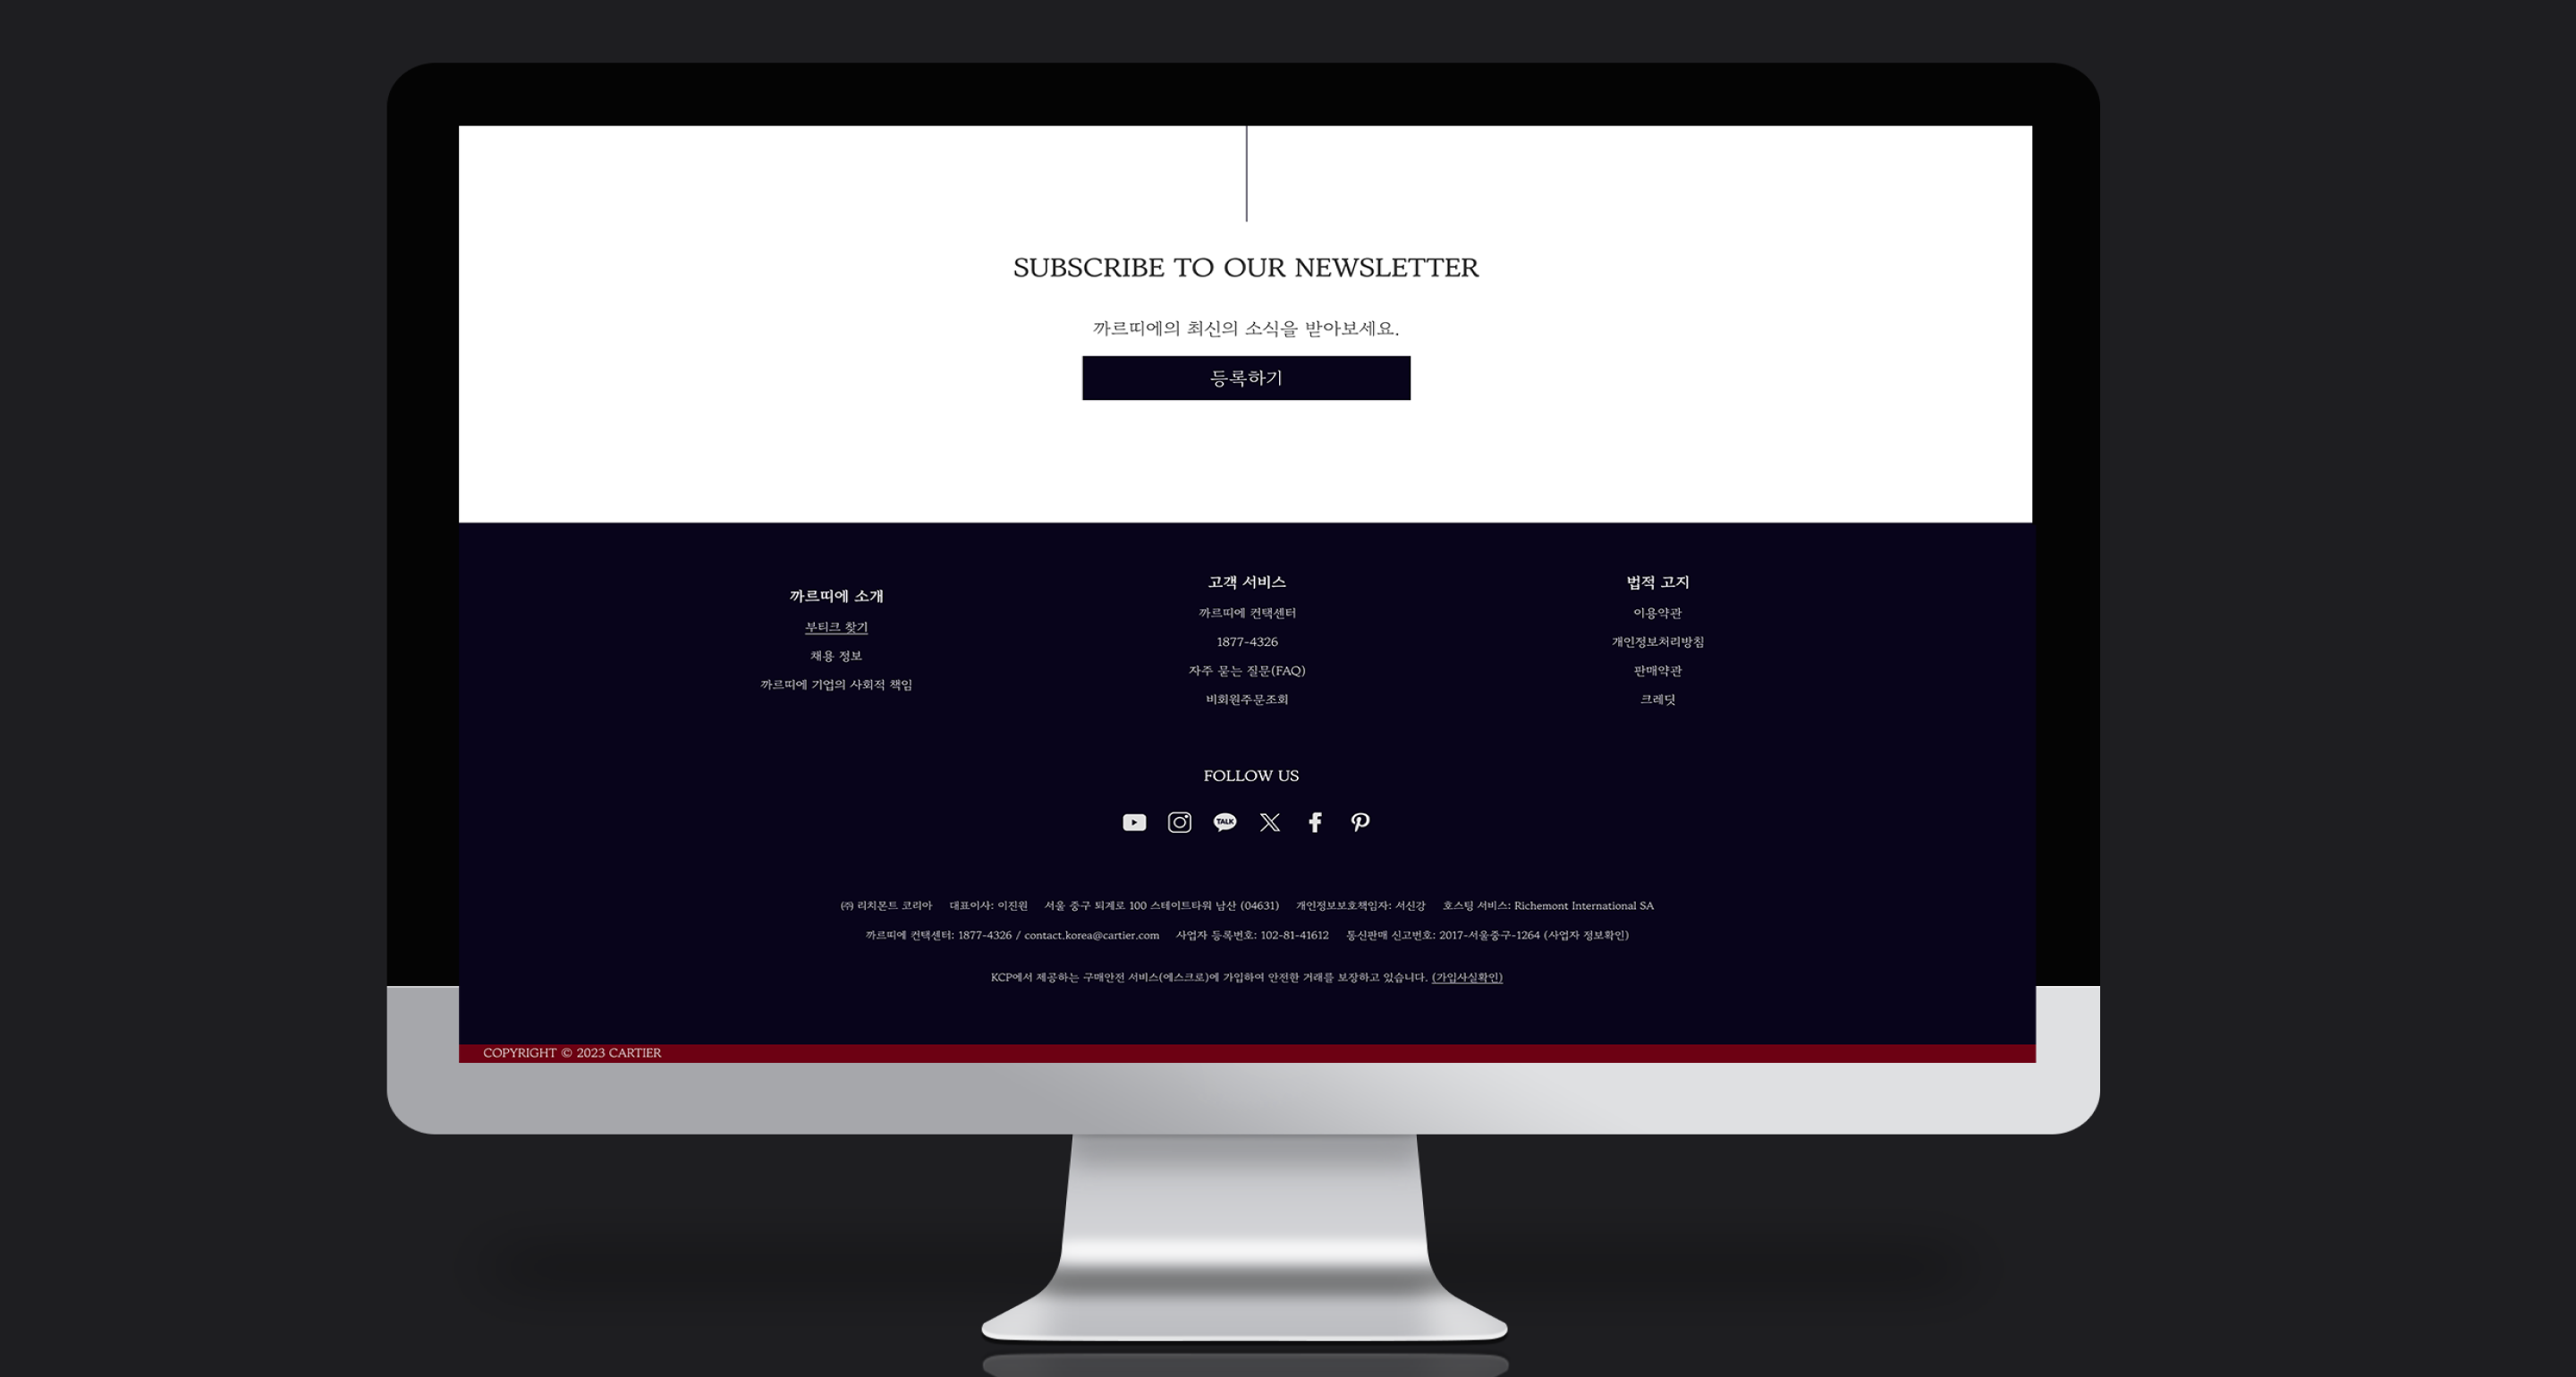 SUBSCRIBE TO OUR NEWSLETTER
까르띠에의 최신의 소식을 받아보세요.
등록하기
까르띠에 소개
부티크 찾기
채용 정보
까르띠에 기업의 사회적 책임
고객 서비스
까르띠에 컨택센터
1877-4326
자주 묻는 질문(FAQ)
비회원주문조회
법적 고지
이용약관
개인정보처리방침
판매약관
크레딧
FOLLOW US
TALK
㈜ 리치몬트 코리아 대표이사: 이진원 서울 중구 퇴계로 100 스테이트타워 남산 (04631) 개인정보보호책임자: 서신강 호스팅 서비스: Richemont International SA
까르띠에 컨택센터: 1877-4326 / contact.korea@cartier.com 사업자 등록번호: 102-81-41612 통신판매 신고번호: 2017-서울중구-1264 (사업자 정보확인)
KCP에서 제공하는 구매안전 서비스(에스크로)에 가입하여 안전한 거래를 보장하고 있습니다. (가입사실확인)
COPYRIGHT © 2023 CARTIER